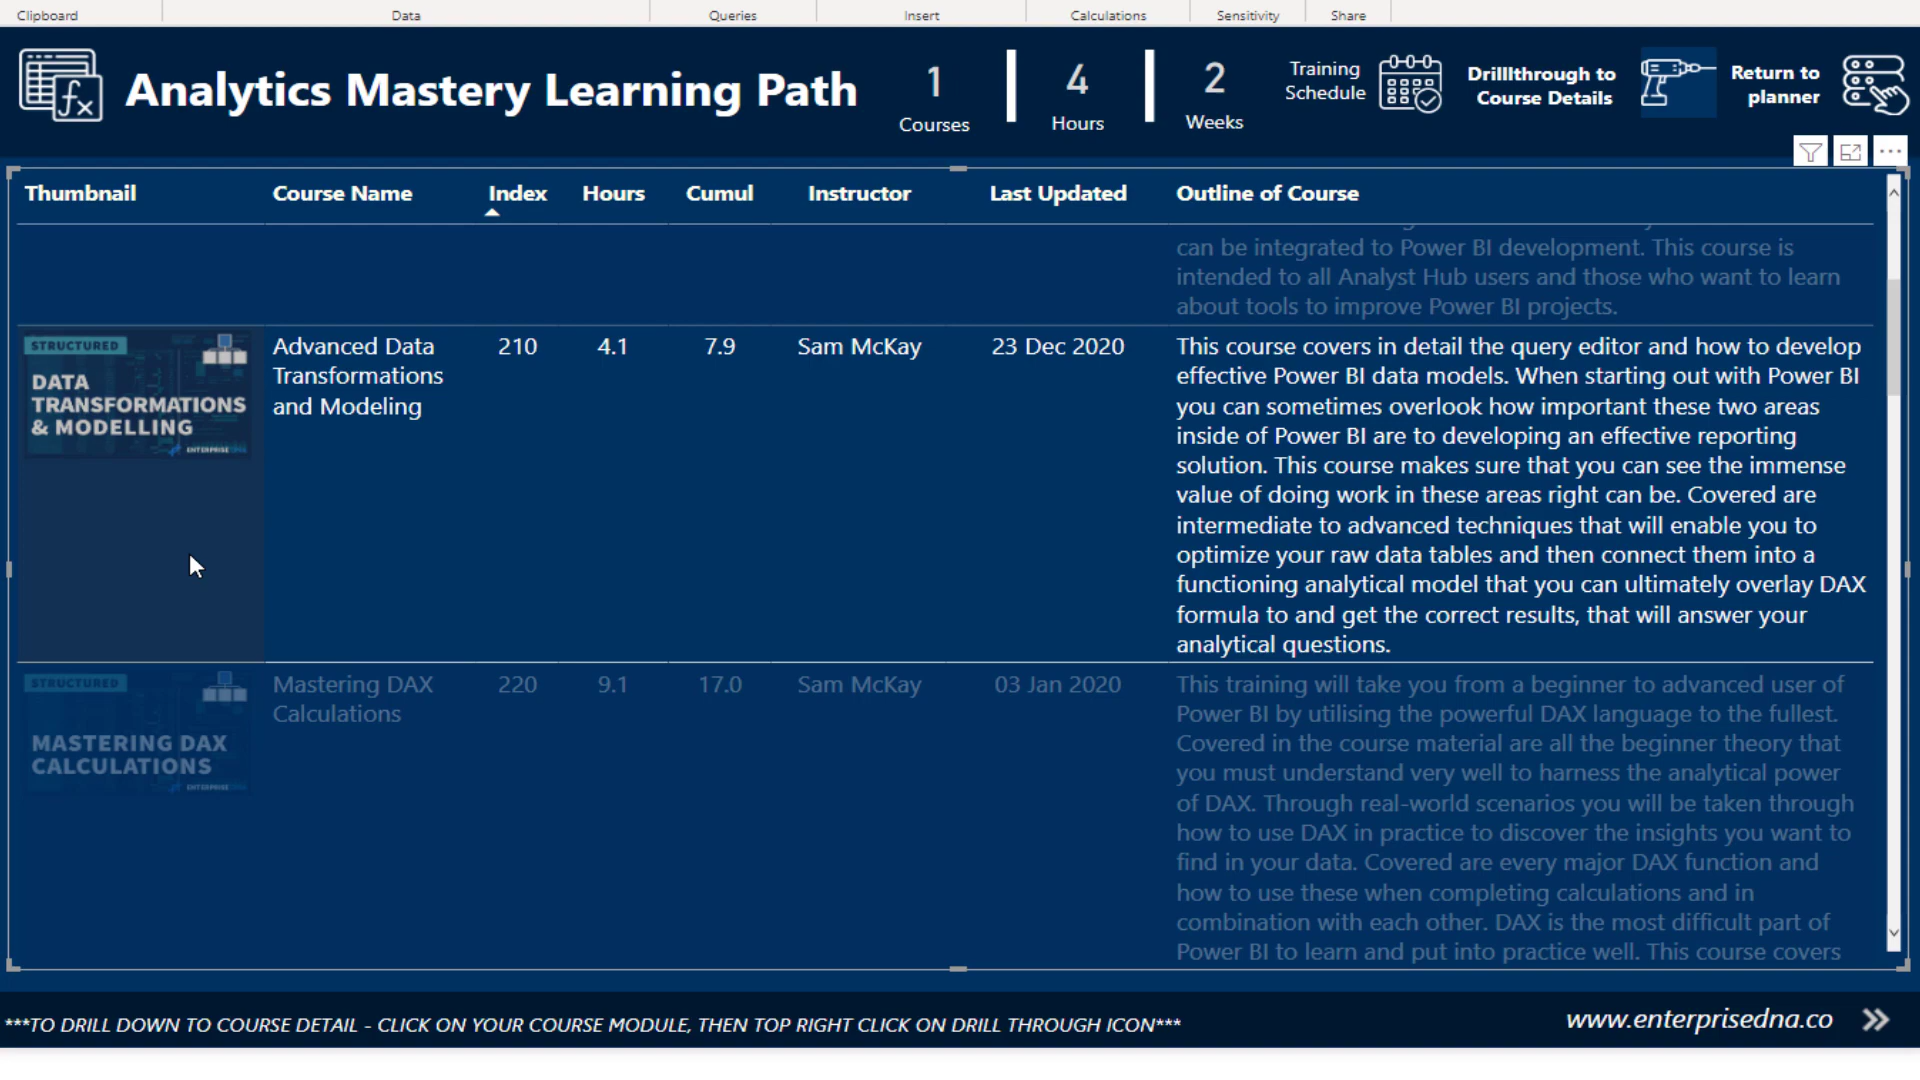 Clipboard Data Queries Insert Calculations Sensitivity Share
Analytics Mastery Learning Path
1
Courses
4
Hours
2
Weeks
Training
Schedule
Drilllthrough to
Course Details
Return to
planner
Thumbnail Course Name Index Hours Cumul Instructor Last Updated Outline of Course
can be integrated to Power BI development. This course is
intended to all Analyst Hub users and those who want to learn
about tools to improve Power BI projects.
STRUCTURED
DATA
TRANSFORMATIONS
& MODELLING
ENTERPRISE
Advanced Data
Transformations
and Modeling
210 4.1 7.9 Sam McKay 23 Dec 2020
This course covers in detail the query editor and how to develop
effective Power BI data models. When starting out with Power BI
you can sometimes overlook how important these two areas
inside of Power BI are to developing an effective reporting
solution. This course makes sure that you can see the immense
value of doing work in these areas right can be. Covered are
intermediate to advanced techniques that will enable you to
optimize your raw data tables and then connect them into a
functioning analytical model that you can ultimately overlay DAX
formula to and get the correct results, that will answer your
analytical questions.
STRUCTURED
MASTERING DAX
CALCULATIONS
ENTERPRISE
Mastering DAX
Calculations
220 9.1 17.0 Sam McKay 03 Jan 2020
This training will take you from a beginner to advanced user of
Power BI by utilising the powerful DAX language to the fullest.
Covered in the course material are all the beginner theory that
you must understand very well to harness the analytical power
of DAX. Through real-world scenarios you will be taken through
how to use DAX in practice to discover the insights you want to
find in your data. Covered are every major DAX function and
how to use these when completing calculations and in
combination with each other. DAX is the most difficult part of
Power BI to learn and put into practice well. This course covers
***TO DRILL DOWN TO COURSE DETAIL - CLICK ON YOUR COURSE MODULE, THEN TOP RIGHT CLICK ON DRILL THROUGH ICON***
www.enterprisedna.co